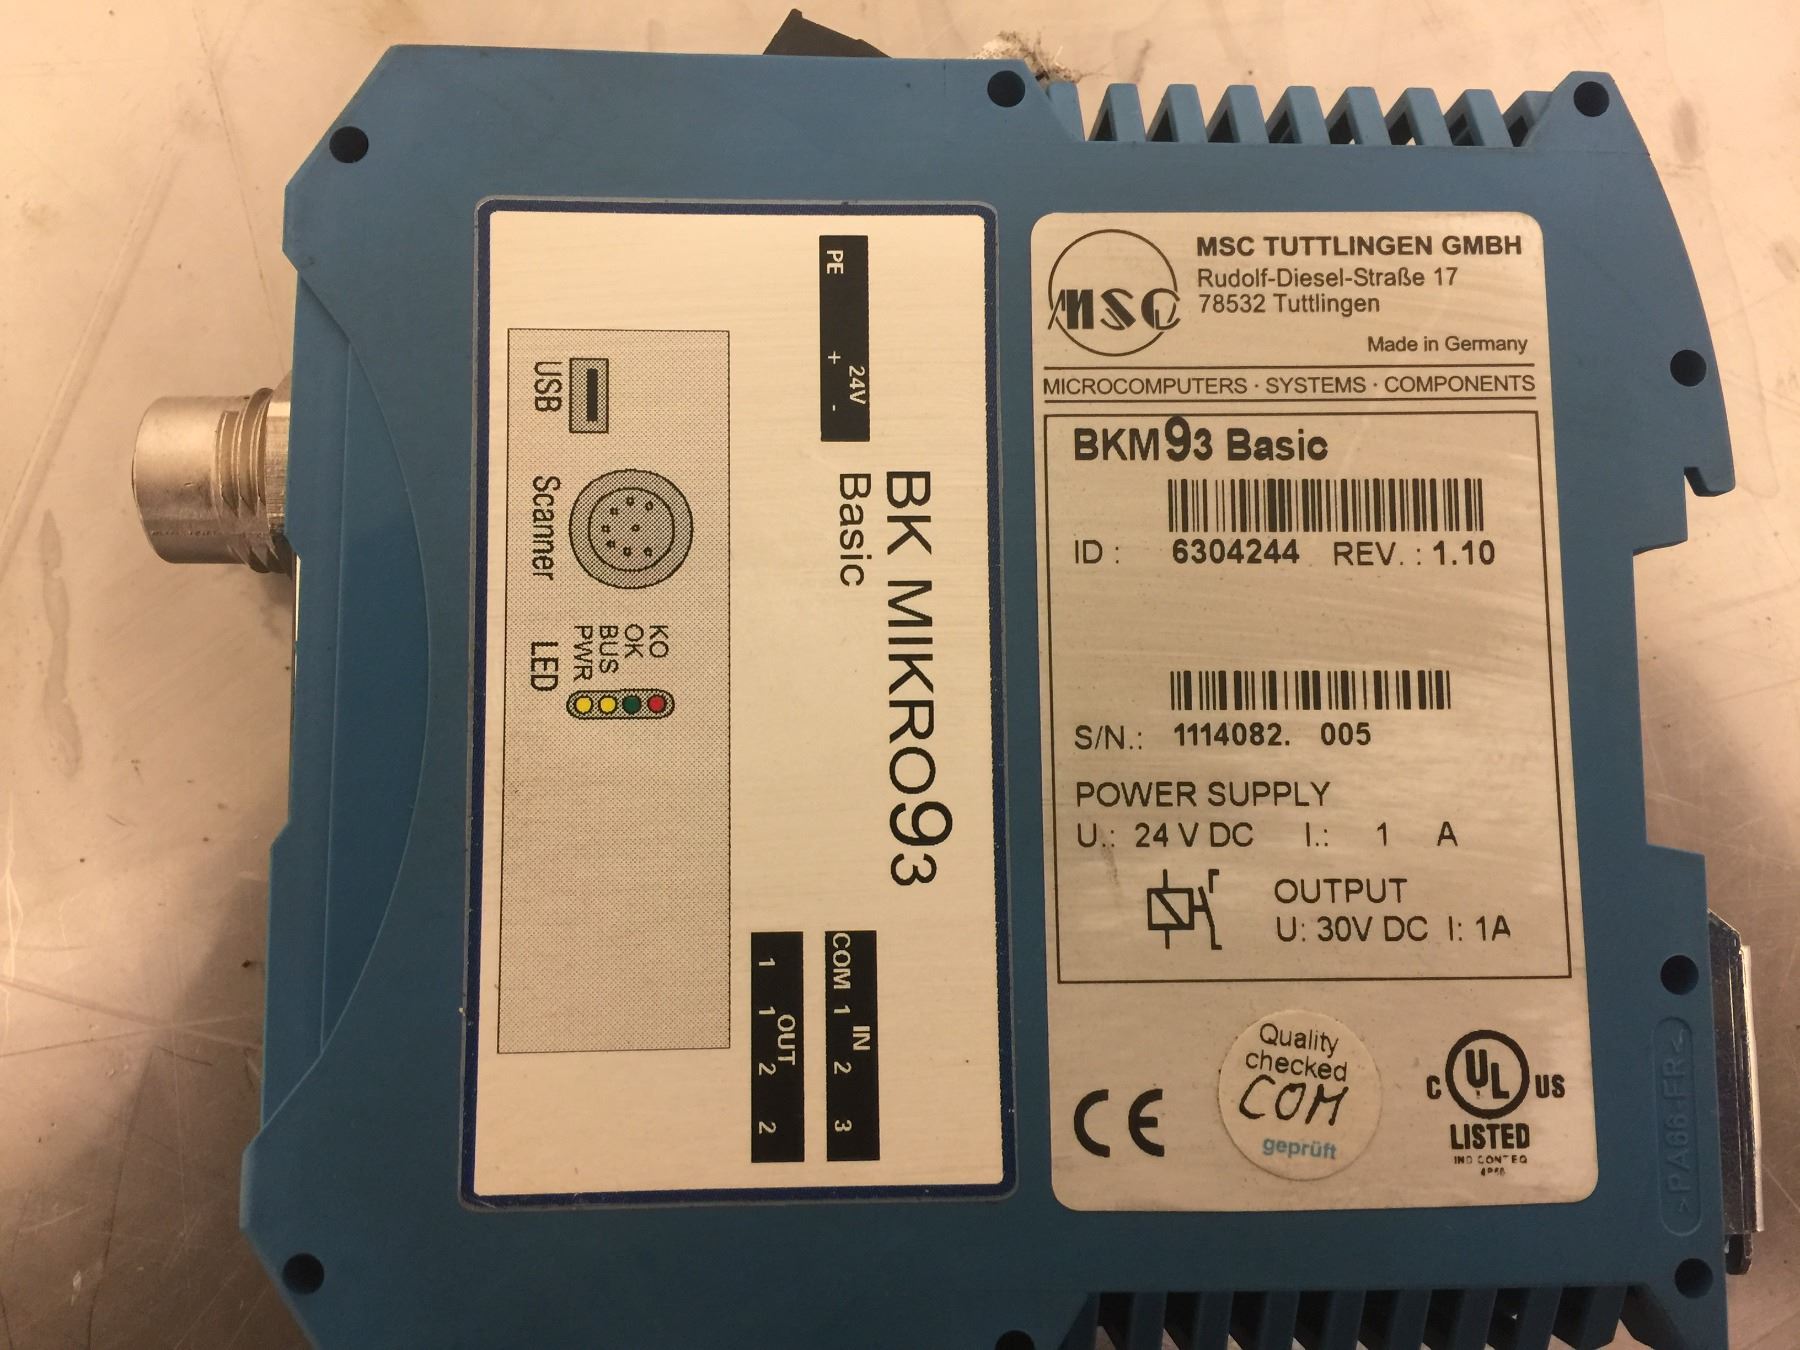 PE
24V
+ -
BK MIKRO93
Basic
USB
Scanner
LED
KO
OK
BUS
PWR
IN
COM 1 2 3
OUT
1 1 2 2
MSC
MSC TUTTLINGEN GMBH
Rudolf-Diesel-Straße 17
78532 Tuttlingen
Made in Germany
MICROCOMPUTERS · SYSTEMS · COMPONENTS
BKM93 Basic
ID : 6304244 REV. : 1.10
S/N.: 1114082. 005
POWER SUPPLY
U.: 24 V DC I.: 1 A
OUTPUT
U: 30V DC I: 1A
CE
Quality
checked
COM
geprüft
C UL US
LISTED
IND CONT EQ
>PA66-FR<